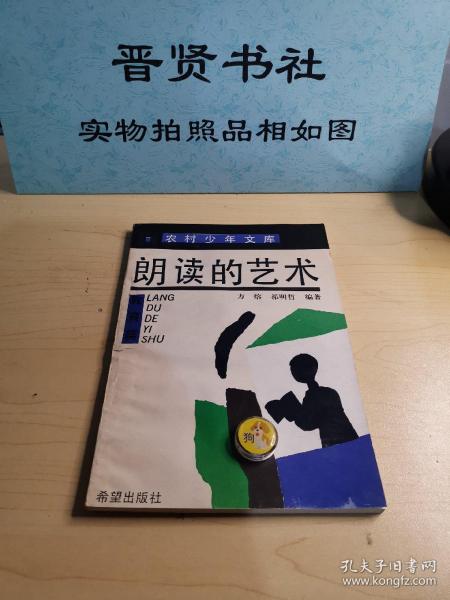 晋贤书社
实物拍照品相如图
农村少年文库
朗读的艺术
LANG
DU
DE
YI
SHU
方熔 祁明哲 编著
狗
希望出版社
孔夫子旧书网
www.kongfz.com